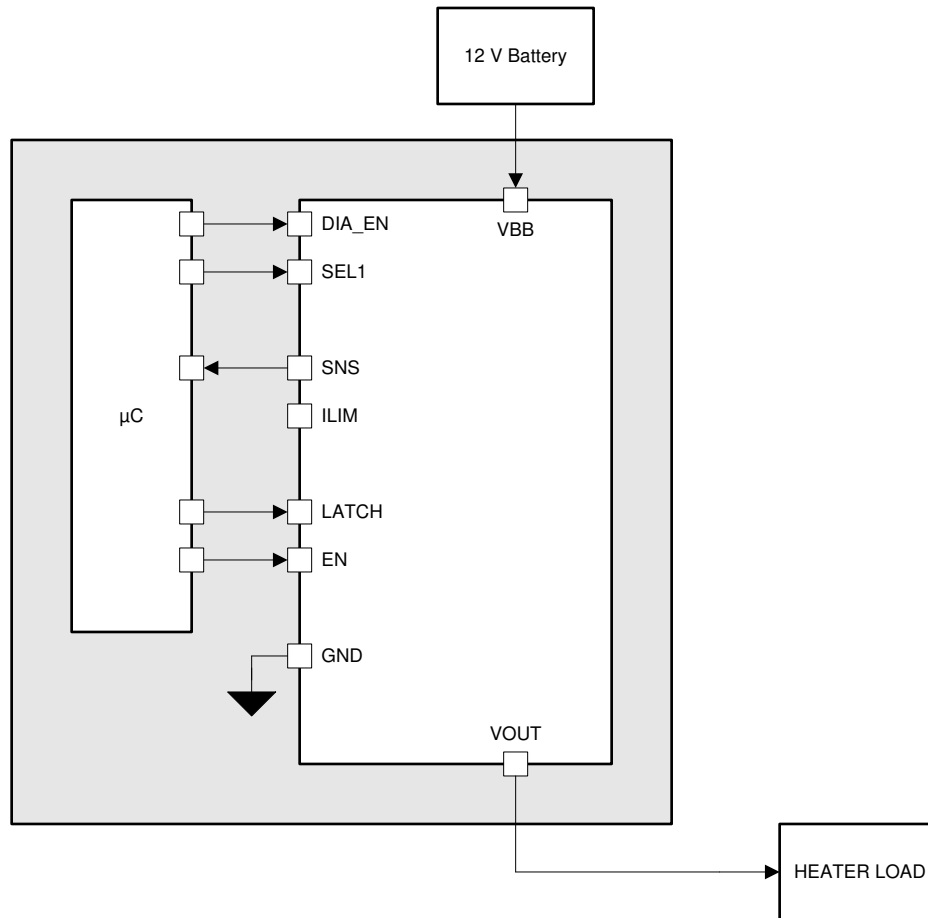 12 V Battery
DIA_EN
VBB
SEL1
SNS
µC
ILIM
LATCH
EN
GND
VOUT
HEATER LOAD